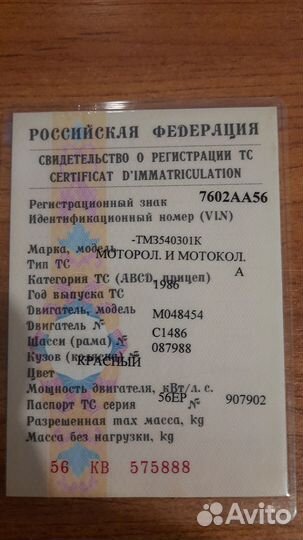 РОССИЙСКАЯ ФЕДЕРАЦИЯ
СВИДЕТЕЛЬСТВО О РЕГИСТРАЦИИ ТС
CERTIFICAT D'IMMATRICULATION
Регистрационный знак 7602АА56
Идентификационный номер (VIN)
Марка, модель -ТМЗ540301К
Тип ТС МОТОРОЛ. И МОТОКОЛ.
Категория ТС (ABCD, прицеп) А
Год выпуска ТС 1986
Двигатель, модель М048454
Двигатель № С1486
Шасси (рама) № 087988
Кузов (коляска) №
Цвет КРАСНЫЙ
Мощность двигателя, кВт/л. с.
Паспорт ТС серия 56ЕР № 907902
Разрешенная max масса, kg
Масса без нагрузки, kg
56 КВ 575888
Avito